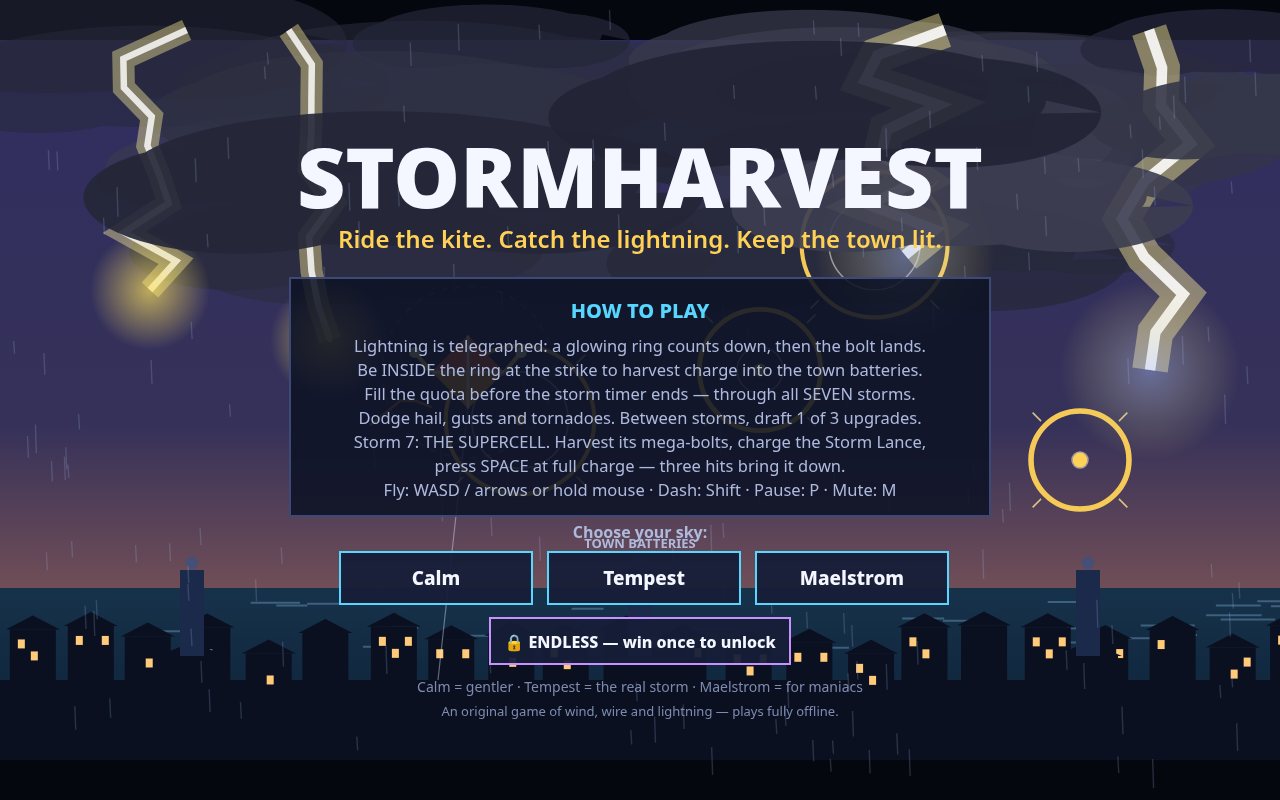 STORMHARVEST
Ride the kite. Catch the lightning. Keep the town lit.
HOW TO PLAY
Lightning is telegraphed: a glowing ring counts down, then the bolt lands.
Be INSIDE the ring at the strike to harvest charge into the town batteries.
Fill the quota before the storm timer ends — through all SEVEN storms.
Dodge hail, gusts and tornadoes. Between storms, draft 1 of 3 upgrades.
Storm 7: THE SUPERCELL. Harvest its mega-bolts, charge the Storm Lance,
press SPACE at full charge — three hits bring it down.
Fly: WASD / arrows or hold mouse · Dash: Shift · Pause: P · Mute: M
Choose your sky:
TOWN BATTERIES
Calm
Tempest
Maelstrom
🔒 ENDLESS — win once to unlock
Calm = gentler · Tempest = the real storm · Maelstrom = for maniacs
An original game of wind, wire and lightning — plays fully offline.